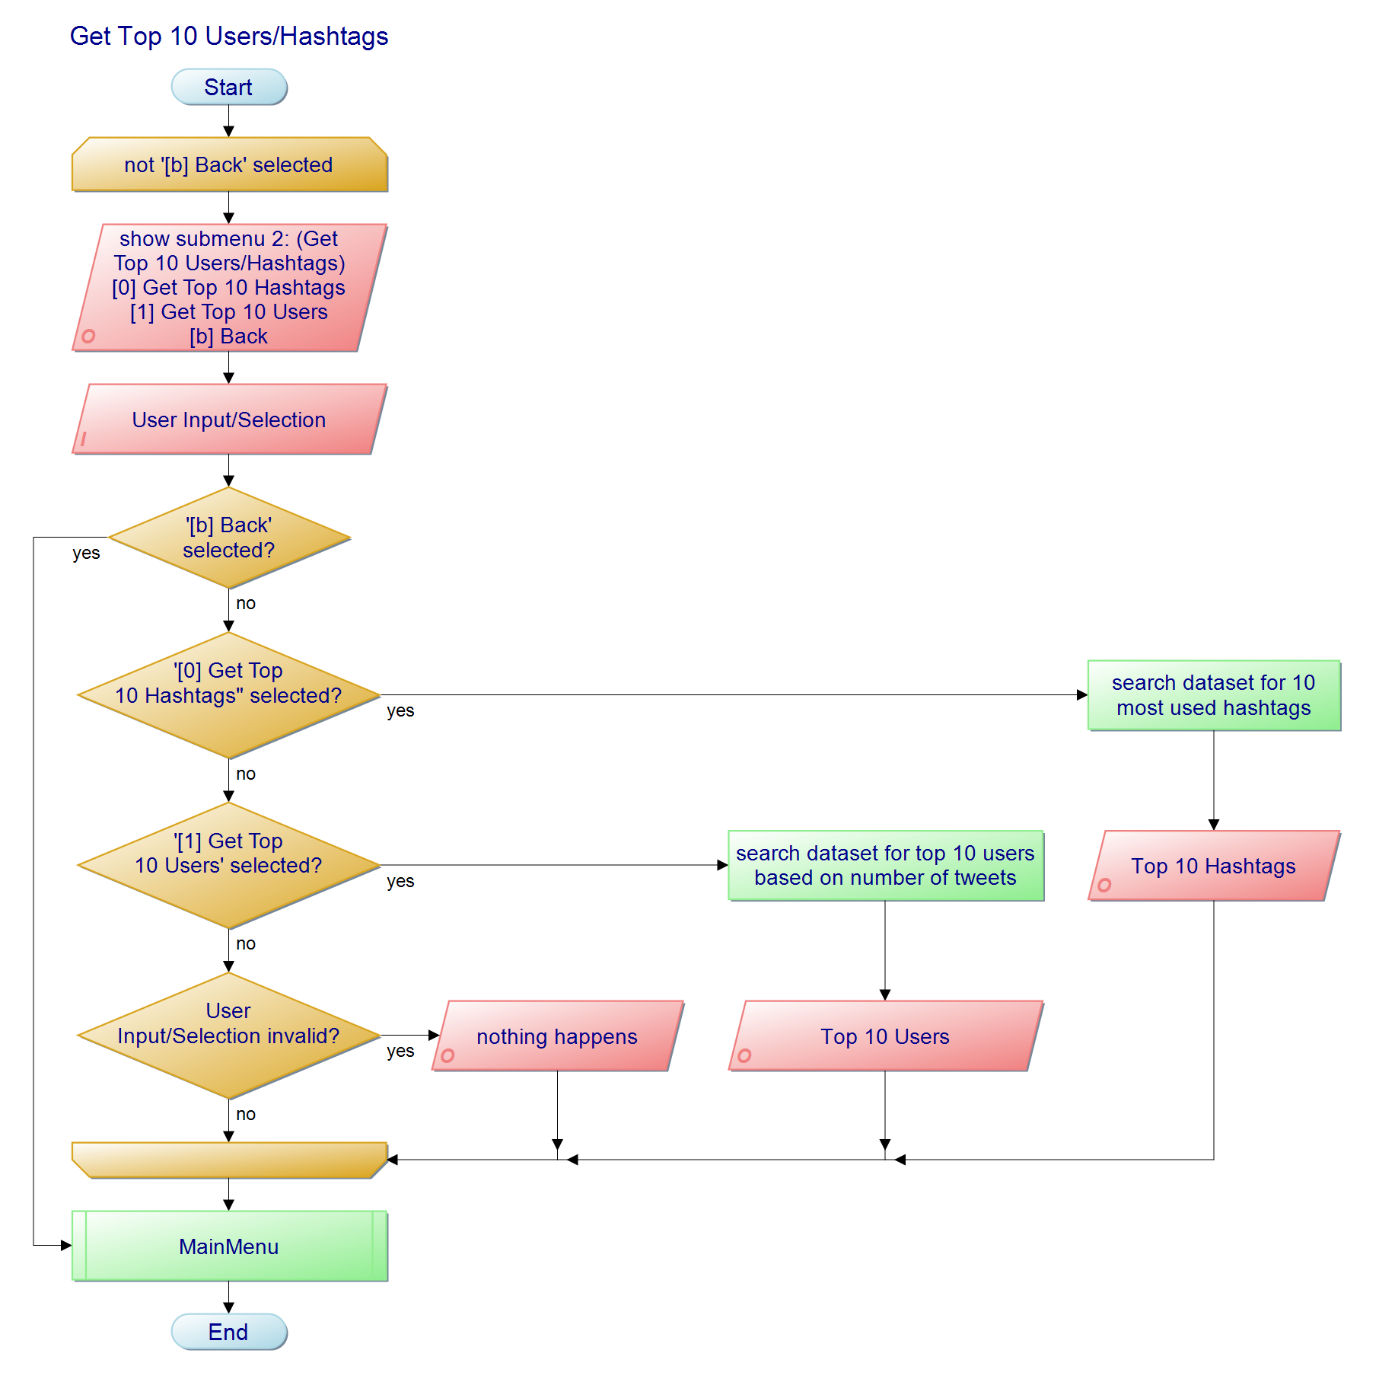 Get Top 10 Users/Hashtags
Start
not '[b] Back' selected
show submenu 2: (Get
Top 10 Users/Hashtags)
[0] Get Top 10 Hashtags
[1] Get Top 10 Users
[b] Back
O
User Input/Selection
I
'[b] Back'
selected?
yes
no
'[0] Get Top
10 Hashtags" selected?
yes
search dataset for 10
most used hashtags
no
'[1] Get Top
10 Users' selected?
yes
search dataset for top 10 users
based on number of tweets
Top 10 Hashtags
O
no
User
Input/Selection invalid?
yes
nothing happens
O
Top 10 Users
O
no
MainMenu
End